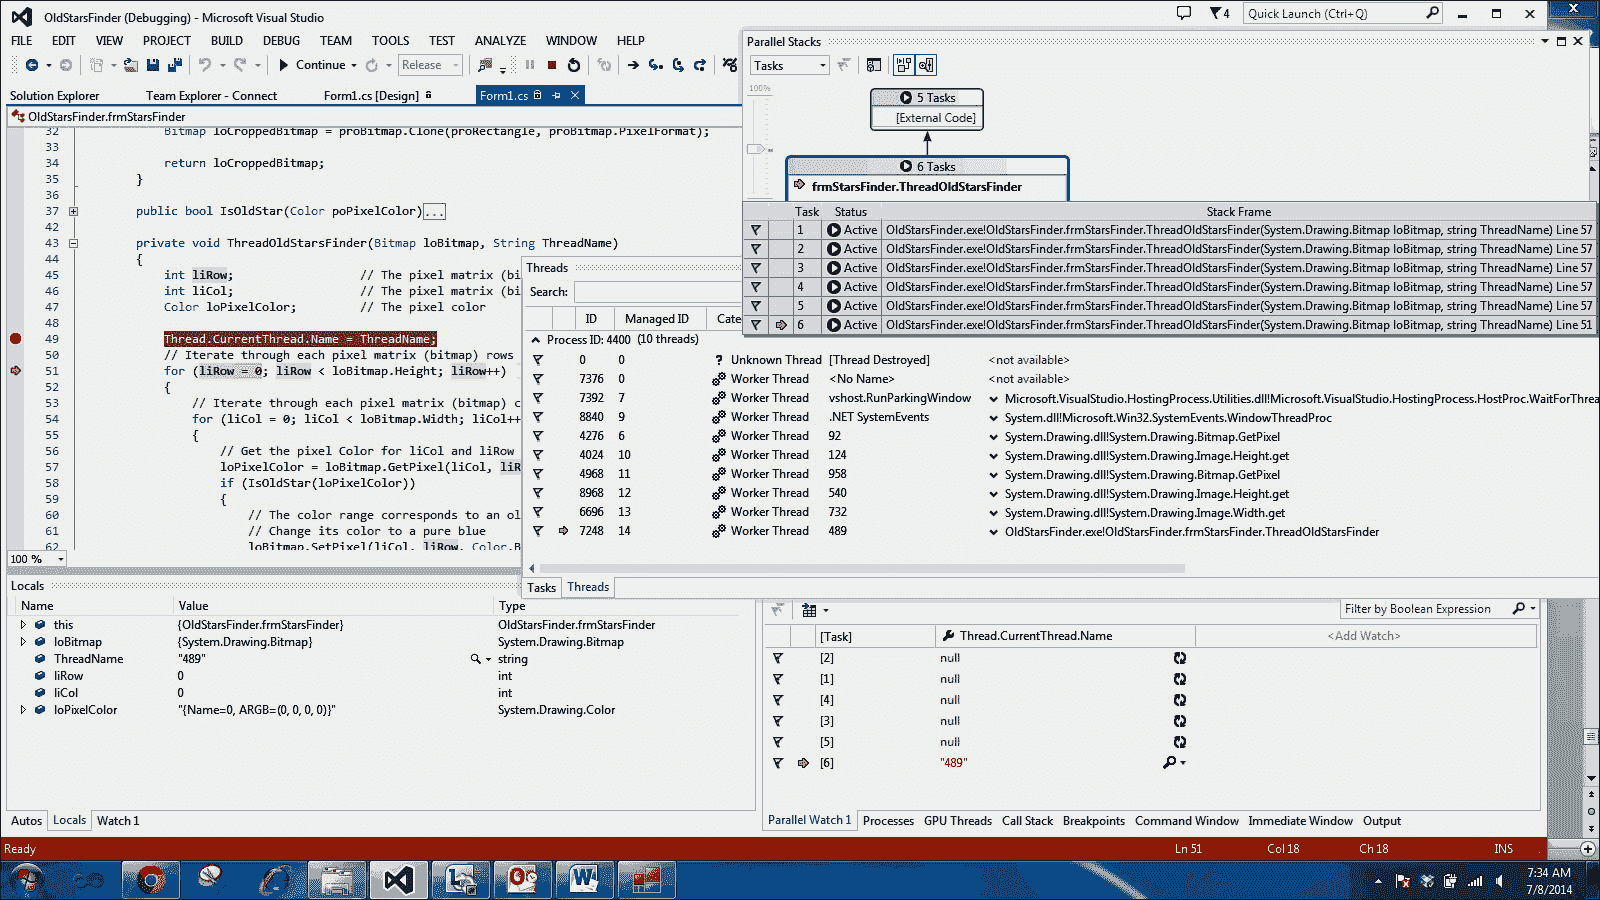 OldStarsFinder (Debugging) - Microsoft Visual Studio
4
Quick Launch (Ctrl+Q)
FILE EDIT VIEW PROJECT BUILD DEBUG TEAM TOOLS TEST ANALYZE WINDOW HELP
Continue Release
Solution Explorer Team Explorer - Connect Form1.cs [Design] Form1.cs
OldStarsFinder.frmStarsFinder
32 Bitmap loCroppedBitmap = proBitmap.Clone(proRectangle, proBitmap.PixelFormat);
33
34 return loCroppedBitmap;
35 }
36
37 public bool IsOldStar(Color poPixelColor)...
42
43 private void ThreadOldStarsFinder(Bitmap loBitmap, String ThreadName)
44 {
45 int liRow; // The pixel matrix (bi
46 int liCol; // The pixel matrix (bi
47 Color loPixelColor; // The pixel color
48
49 Thread.CurrentThread.Name = ThreadName;
50 // Iterate through each pixel matrix (bitmap) rows
51 for (liRow = 0; liRow < loBitmap.Height; liRow++)
52 {
53 // Iterate through each pixel matrix (bitmap) c
54 for (liCol = 0; liCol < loBitmap.Width; liCol++
55 {
56 // Get the pixel Color for liCol and liRow
57 loPixelColor = loBitmap.GetPixel(liCol, liR
58 if (IsOldStar(loPixelColor))
59 {
60 // The color range corresponds to an ol
61 // Change its color to a pure blue
62 loBitmap.SetPixel(liCol, liRow, Color.B
100 %
Parallel Stacks
Tasks
100%
5 Tasks
[External Code]
6 Tasks
frmStarsFinder.ThreadOldStarsFinder
Task Status Stack Frame
1 Active OldStarsFinder.exe!OldStarsFinder.frmStarsFinder.ThreadOldStarsFinder(System.Drawing.Bitmap loBitmap, string ThreadName) Line 57
2 Active OldStarsFinder.exe!OldStarsFinder.frmStarsFinder.ThreadOldStarsFinder(System.Drawing.Bitmap loBitmap, string ThreadName) Line 57
3 Active OldStarsFinder.exe!OldStarsFinder.frmStarsFinder.ThreadOldStarsFinder(System.Drawing.Bitmap loBitmap, string ThreadName) Line 57
4 Active OldStarsFinder.exe!OldStarsFinder.frmStarsFinder.ThreadOldStarsFinder(System.Drawing.Bitmap loBitmap, string ThreadName) Line 57
5 Active OldStarsFinder.exe!OldStarsFinder.frmStarsFinder.ThreadOldStarsFinder(System.Drawing.Bitmap loBitmap, string ThreadName) Line 57
6 Active OldStarsFinder.exe!OldStarsFinder.frmStarsFinder.ThreadOldStarsFinder(System.Drawing.Bitmap loBitmap, string ThreadName) Line 51
Threads
Search:
ID Managed ID Cate
Process ID: 4400 (10 threads)
0 0 ? Unknown Thread [Thread Destroyed] <not available>
7376 0 Worker Thread <No Name> <not available>
7392 7 Worker Thread vshost.RunParkingWindow Microsoft.VisualStudio.HostingProcess.Utilities.dll!Microsoft.VisualStudio.HostingProcess.HostProc.WaitForThrea
8840 9 Worker Thread .NET SystemEvents System.dll!Microsoft.Win32.SystemEvents.WindowThreadProc
4276 6 Worker Thread 92 System.Drawing.dll!System.Drawing.Bitmap.GetPixel
4024 10 Worker Thread 124 System.Drawing.dll!System.Drawing.Image.Height.get
4968 11 Worker Thread 958 System.Drawing.dll!System.Drawing.Bitmap.GetPixel
8968 12 Worker Thread 540 System.Drawing.dll!System.Drawing.Image.Height.get
6696 13 Worker Thread 732 System.Drawing.dll!System.Drawing.Image.Width.get
7248 14 Worker Thread 489 OldStarsFinder.exe!OldStarsFinder.frmStarsFinder.ThreadOldStarsFinder
Tasks Threads
Locals
Name Value Type
this {OldStarsFinder.frmStarsFinder} OldStarsFinder.frmStarsFinder
loBitmap {System.Drawing.Bitmap} System.Drawing.Bitmap
ThreadName "489" string
liRow 0 int
liCol 0 int
loPixelColor "{Name=0, ARGB=(0, 0, 0, 0)}" System.Drawing.Color
Autos Locals Watch 1
Filter by Boolean Expression
[Task] Thread.CurrentThread.Name <Add Watch>
[2] null
[1] null
[4] null
[3] null
[5] null
[6] "489"
Parallel Watch 1 Processes GPU Threads Call Stack Breakpoints Command Window Immediate Window Output
Ready Ln 51 Col 18 Ch 18 INS
7:34 AM
7/8/2014